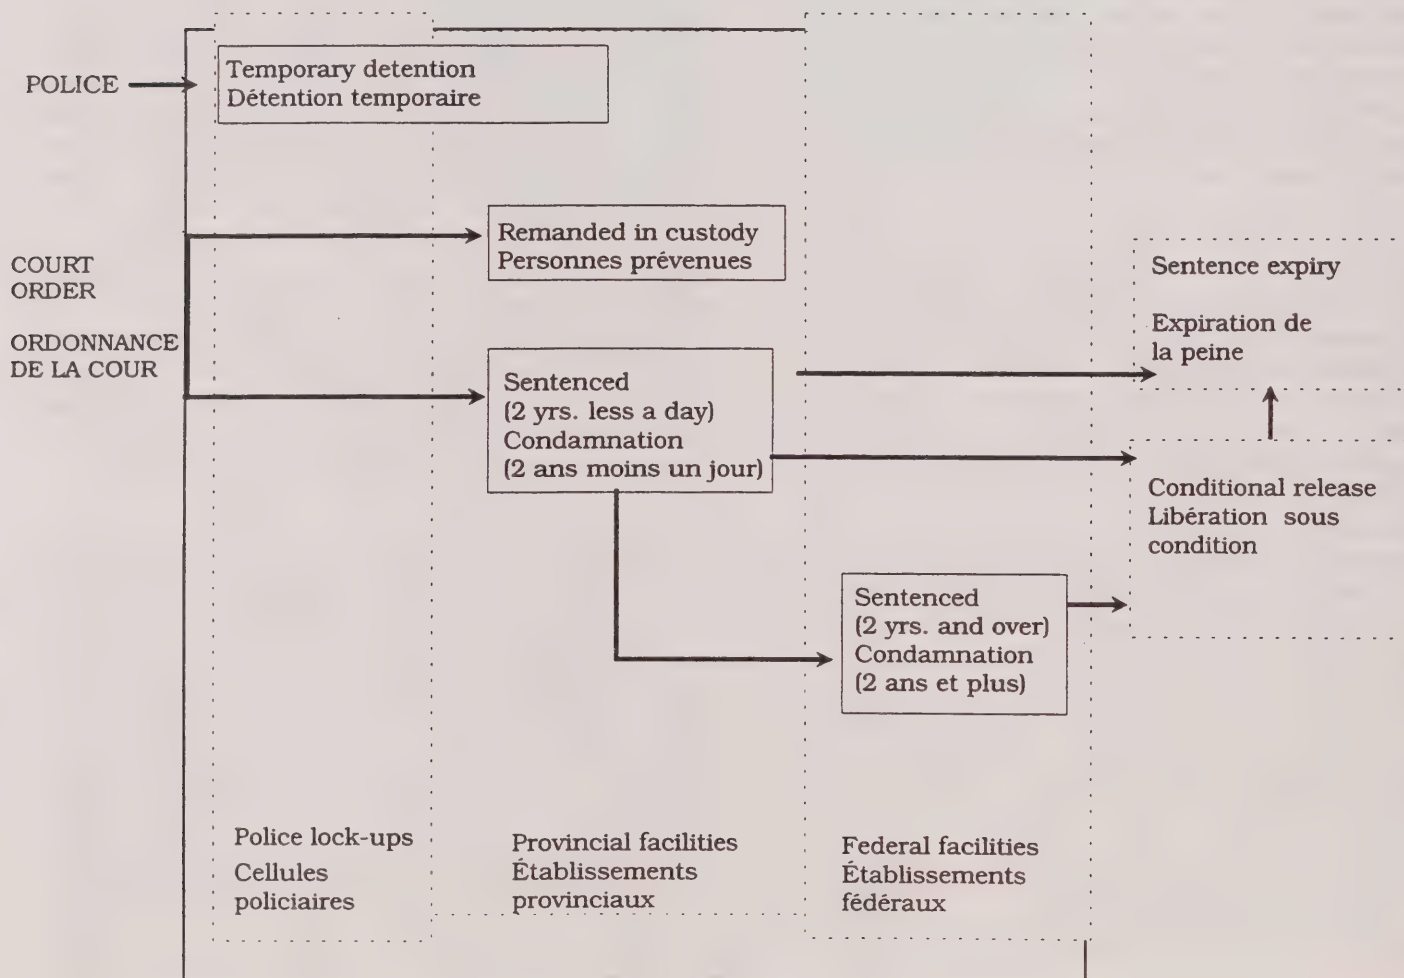 POLICE
Temporary detention
Détention temporaire
Remanded in custody
Personnes prévenues
COURT
ORDER
ORDONNANCE
DE LA COUR
Sentence expiry
Expiration de
la peine
Sentenced
(2 yrs. less a day)
Condamnation
(2 ans moins un jour)
Conditional release
Libération sous
condition
Sentenced
(2 yrs. and over)
Condamnation
(2 ans et plus)
Police lock-ups
Cellules
policiaires
Provincial facilities
Établissements
provinciaux
Federal facilities
Établissements
fédéraux